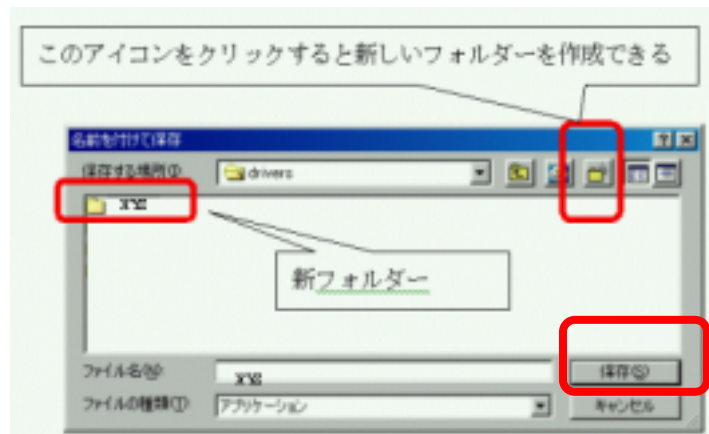 このアイコンをクリックすると新しいフォルダーを作成できる
名前を付けて保存
保存する場所(I):
drivers
XYZ
新フォルダー
ファイル名(N):
XYZ
保存(S)
ファイルの種類(T):
アプリケーション
キャンセル